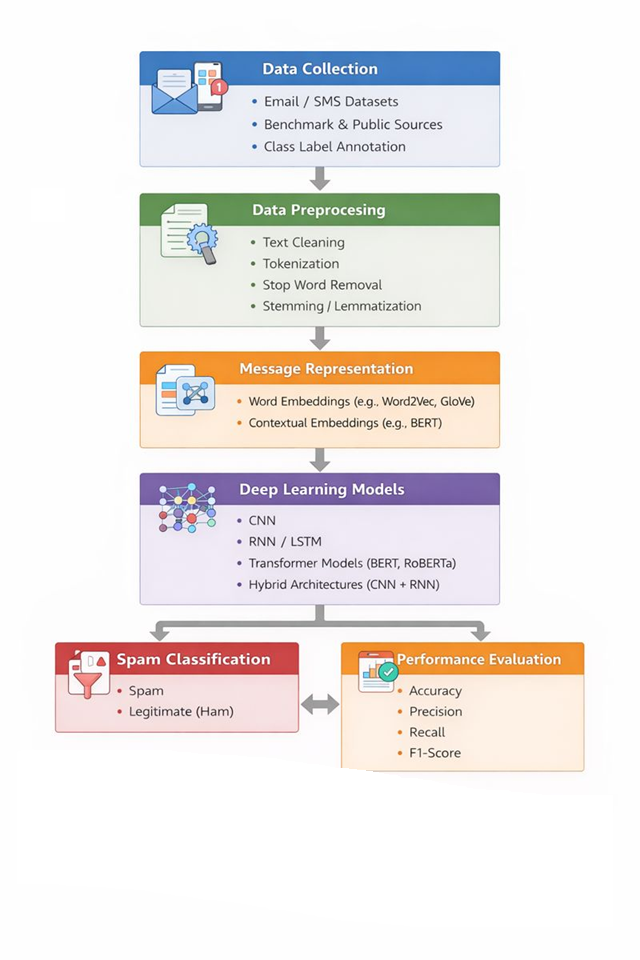 Data Collection
1
• Email / SMS Datasets
• Benchmark & Public Sources
• Class Label Annotation
Data Preprocesing
• Text Cleaning
• Tokenization
• Stop Word Removal
• Stemming / Lemmatization
Message Representation
• Word Embeddings (e.g., Word2Vec, GloVe)
• Contextual Embeddings (e.g., BERT)
Deep Learning Models
• CNN
• RNN / LSTM
• Transformer Models (BERT, RoBERTa)
• Hybrid Architectures (CNN + RNN)
Spam Classification
• Spam
• Legitimate (Ham)
Performance Evaluation
• Accuracy
• Precision
• Recall
• F1-Score